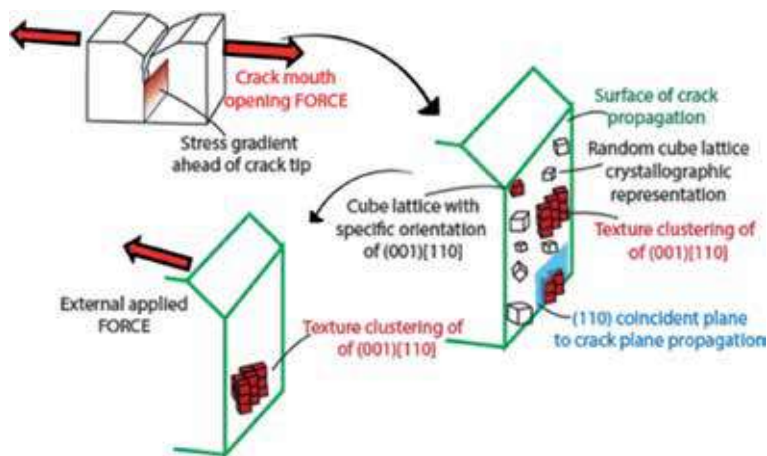 Crack mouth
opening FORCE
Stress gradient
ahead of crack tip
Surface of crack
propagation
Random cube lattice
crystallographic
representation
Cube lattice with
specific orientation
of (001)[110]
Texture clustering of
of (001)[110]
(110) coincident plane
to crack plane propagation
External applied
FORCE
Texture clustering of
of (001)[110]